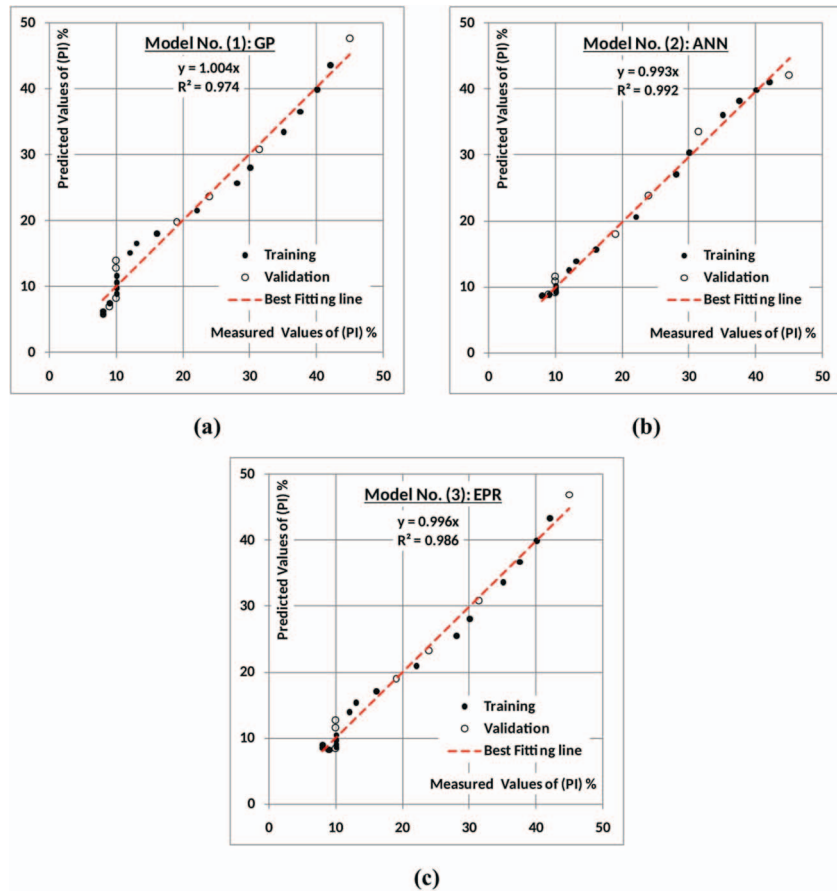 50
40
30
20
10
0
Predicted Values of (PI) %
Model No. (1): GP
y = 1.004x
R² = 0.974
Training
Validation
Best Fitting line
Measured Values of (PI) %
0 10 20 30 40 50
(a)
50
40
30
20
10
0
Predicted Values of (PI) %
Model No. (2): ANN
y = 0.993x
R² = 0.992
Training
Validation
Best Fitting line
Measured Values of (PI) %
0 10 20 30 40 50
(b)
50
40
30
20
10
0
Predicted Values of (PI) %
Model No. (3): EPR
y = 0.996x
R² = 0.986
Training
Validation
Best Fitting line
Measured Values of (PI) %
0 10 20 30 40 50
(c)